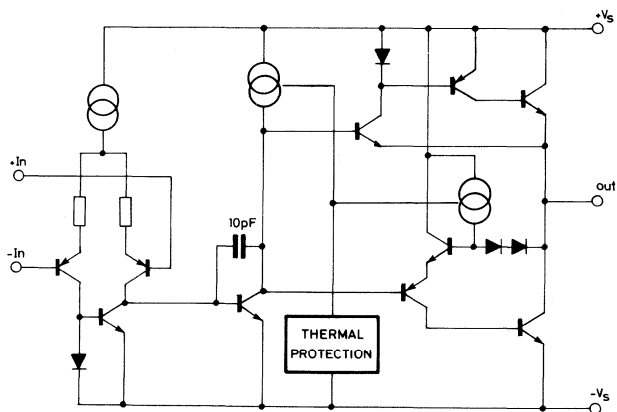 +Vs
+In
out
10pF
-In
THERMAL
PROTECTION
-Vs